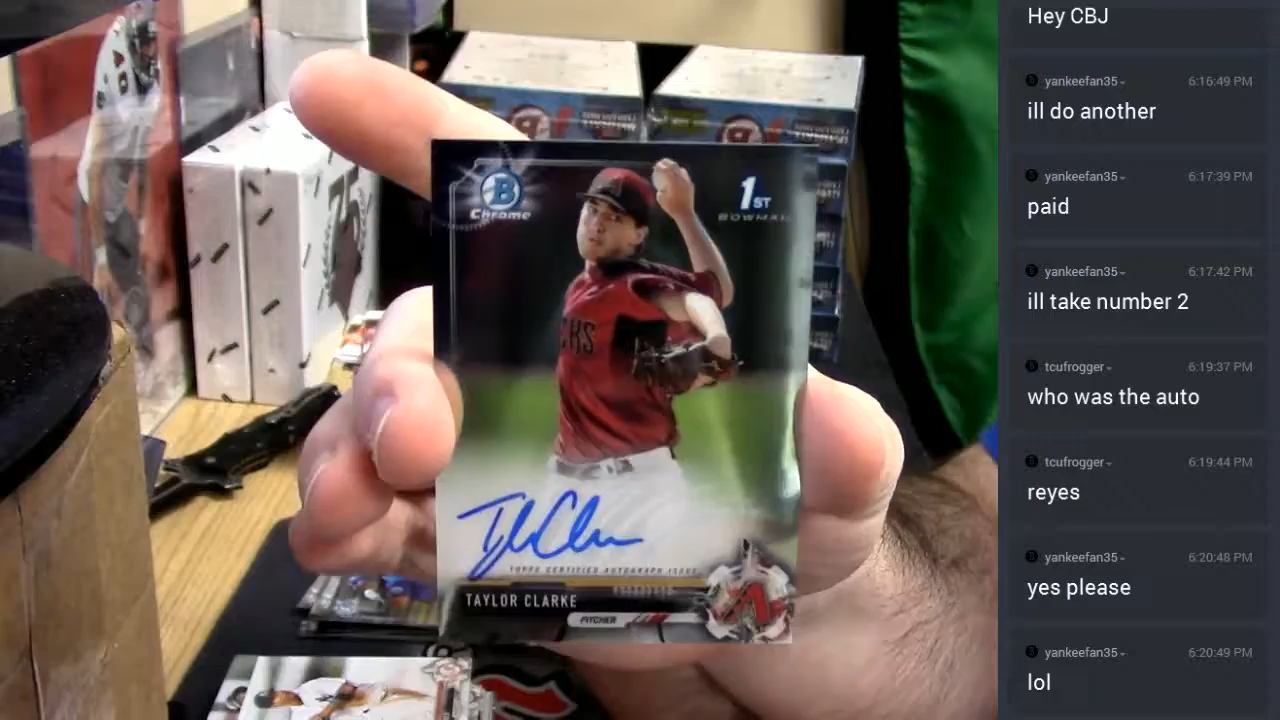 B
Chrome
1ST
BOWMAN
CKS
TOPPS CERTIFIED AUTOGRAPH ISSUE
TAYLOR CLARKE
PITCHER
A
Hey CBJ
yankeefan35 6:16:49 PM
ill do another
yankeefan35 6:17:39 PM
paid
yankeefan35 6:17:42 PM
ill take number 2
tcufrogger 6:19:37 PM
who was the auto
tcufrogger 6:19:44 PM
reyes
yankeefan35 6:20:48 PM
yes please
yankeefan35 6:20:49 PM
lol